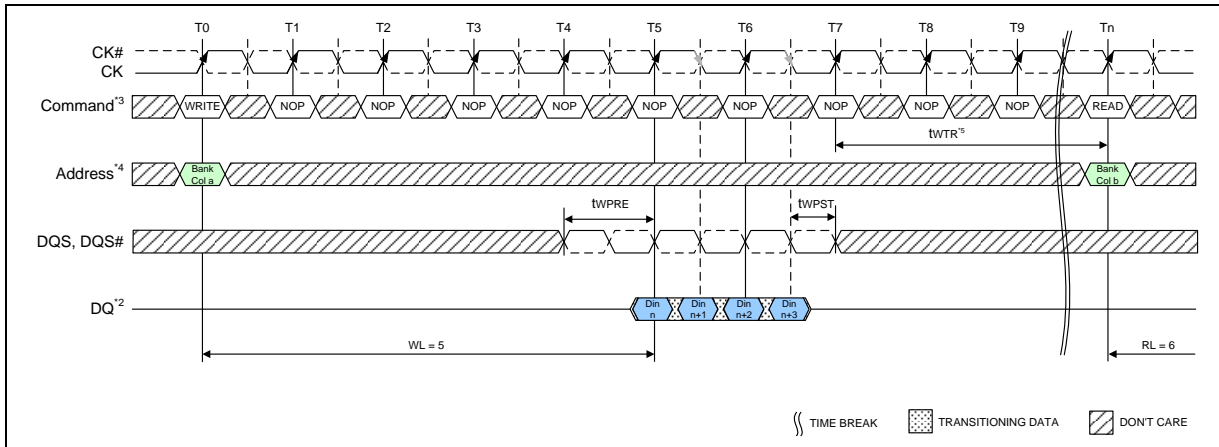 T0 T1 T2 T3 T4 T5 T6 T7 T8 T9 Tn
CK#
CK
Command*3 WRITE NOP NOP NOP NOP NOP NOP NOP NOP NOP READ
tWTR*5
Address*4 Bank Col a Bank Col b
tWPRE tWPST
DQS, DQS#
DQ*2 Din n Din n+1 Din n+2 Din n+3
WL = 5 RL = 6
TIME BREAK TRANSITIONING DATA DON'T CARE